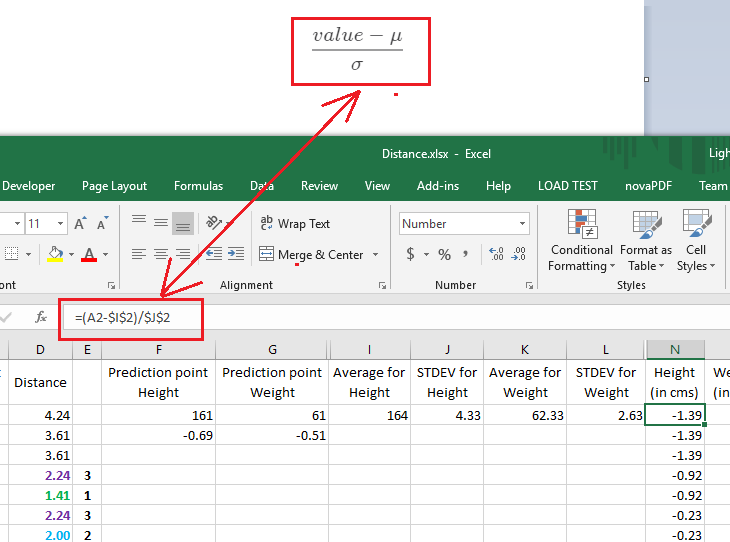 value − μ
σ
Distance.xlsx - Excel
Ligh
Developer Page Layout Formulas Data Review View Add-ins Help LOAD TEST novaPDF Team
11 A A ab Wrap Text Number
A Merge & Center $ % , .00 .0 Conditional Format as Cell
Formatting Table Styles
ont Alignment Number Styles
fx =(A2-$I$2)/$J$2
D E F G I J K L N
Distance Prediction point Height Prediction point Weight Average for Height STDEV for Height Average for Weight STDEV for Weight Height (in cms) We (in
4.24 161 61 164 4.33 62.33 2.63 -1.39
3.61 -0.69 -0.51 -1.39
3.61 -1.39
2.24 3 -0.92
1.41 1 -0.92
2.24 3 -0.23
2.00 2 -0.23